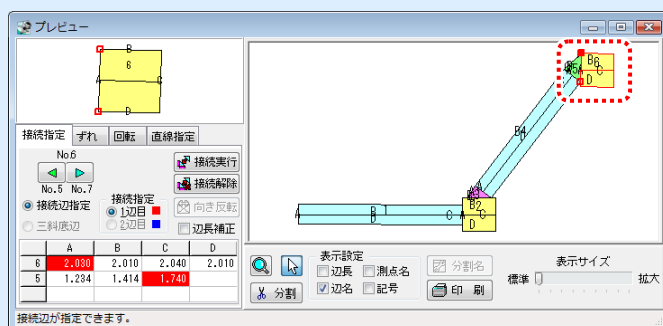 プレビュー
B
6
A C
D
接続指定 ずれ 回転 直線指定
No.6
No.5 No.7
接続実行
接続解除
接続辺指定
三斜底辺
接続指定
1辺目
2辺目
向き反転
辺長補正
A B C D
6 2.030 2.010 2.040 2.010
5 1.234 1.414 1.740
接続辺が指定できます。
B6
C
D
B4
D
A B C
D
B2
A C
D
分割
表示設定
辺長 測点名
辺名 記号
分割名
印 刷
表示サイズ
標準 拡大